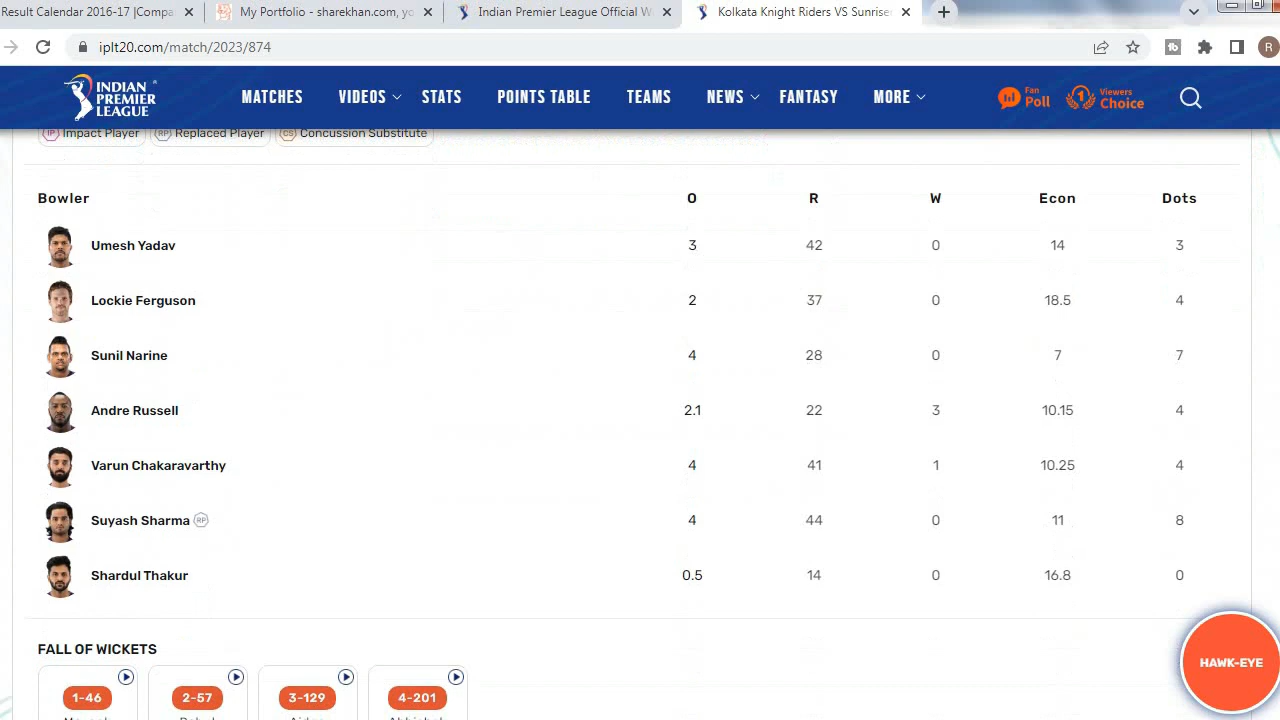 Result Calendar 2016-17 |Compa
My Portfolio - sharekhan.com, yo
Indian Premier League Official W
Kolkata Knight Riders VS Sunrise
iplt20.com/match/2023/874
R
INDIAN PREMIER LEAGUE
MATCHES VIDEOS STATS POINTS TABLE TEAMS NEWS FANTASY MORE
Fan Poll
Viewers Choice
IP Impact Player RP Replaced Player CS Concussion Substitute
Bowler O R W Econ Dots
Umesh Yadav 3 42 0 14 3
Lockie Ferguson 2 37 0 18.5 4
Sunil Narine 4 28 0 7 7
Andre Russell 2.1 22 3 10.15 4
Varun Chakaravarthy 4 41 1 10.25 4
Suyash Sharma RP 4 44 0 11 8
Shardul Thakur 0.5 14 0 16.8 0
FALL OF WICKETS
1-46 2-57 3-129 4-201
HAWK-EYE